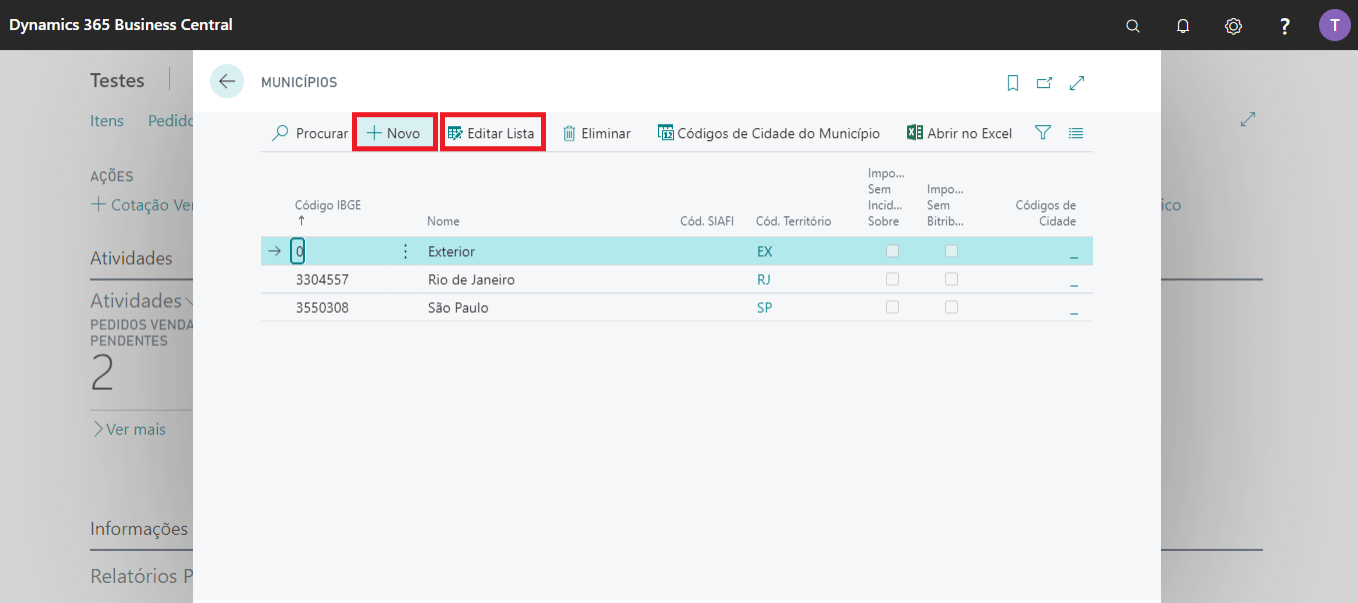 Dynamics 365 Business Central
?
T
Testes
MUNICÍPIOS
Itens Pedido
Procurar + Novo Editar Lista Eliminar Códigos de Cidade do Município Abrir no Excel
AÇÕES
+ Cotação Ver
ico
Impo...
Sem
Incid...
Sobre
Impo...
Sem
Bitrib...
Códigos de
Cidade
Código IBGE
↑
Nome
Cód. SIAFI
Cód. Território
→ 0 ⋮ Exterior EX _
3304557 Rio de Janeiro RJ _
3550308 São Paulo SP _
Atividades
Atividades
PEDIDOS VENDA
PENDENTES
2
Ver mais
Informações
Relatórios P